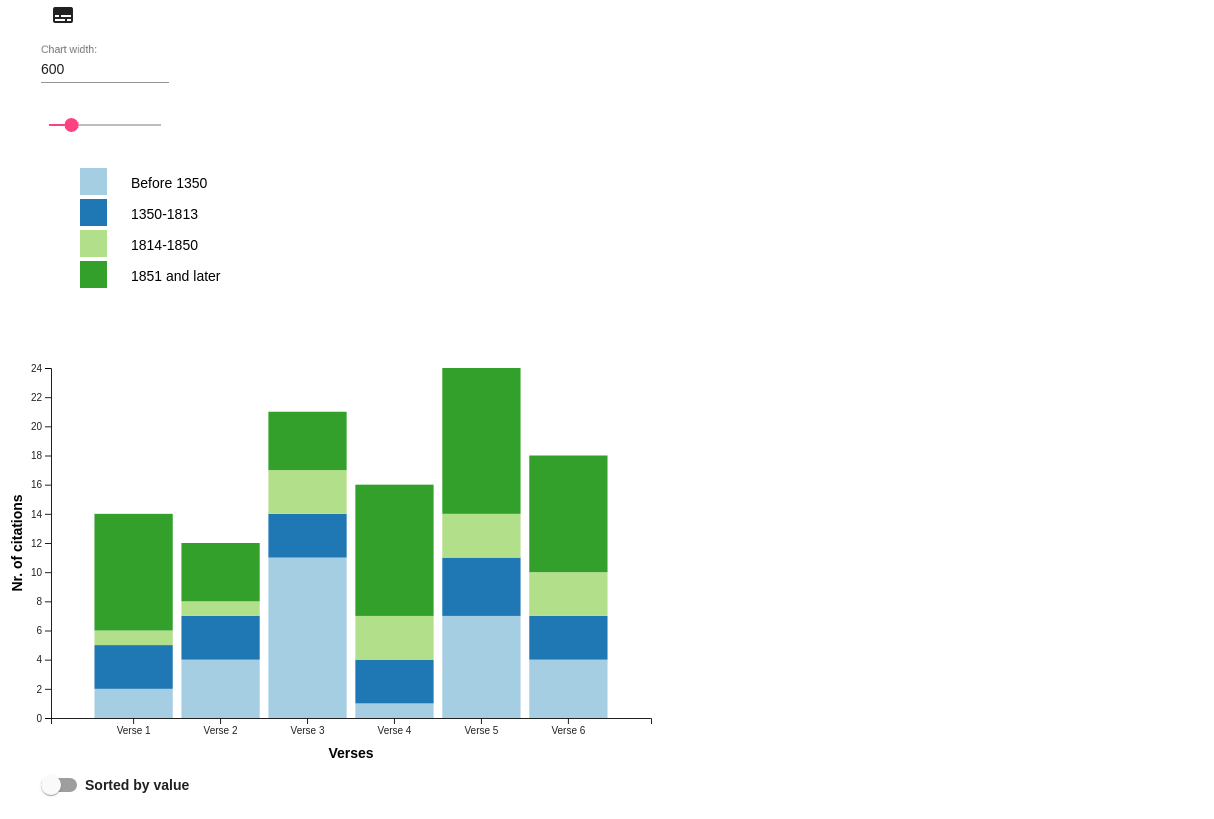 Chart width:
600
Before 1350
1350-1813
1814-1850
1851 and later
24
22
20
18
16
14
12
10
8
6
4
2
0
Nr. of citations
Verse 1 Verse 2 Verse 3 Verse 4 Verse 5 Verse 6
Verses
Sorted by value